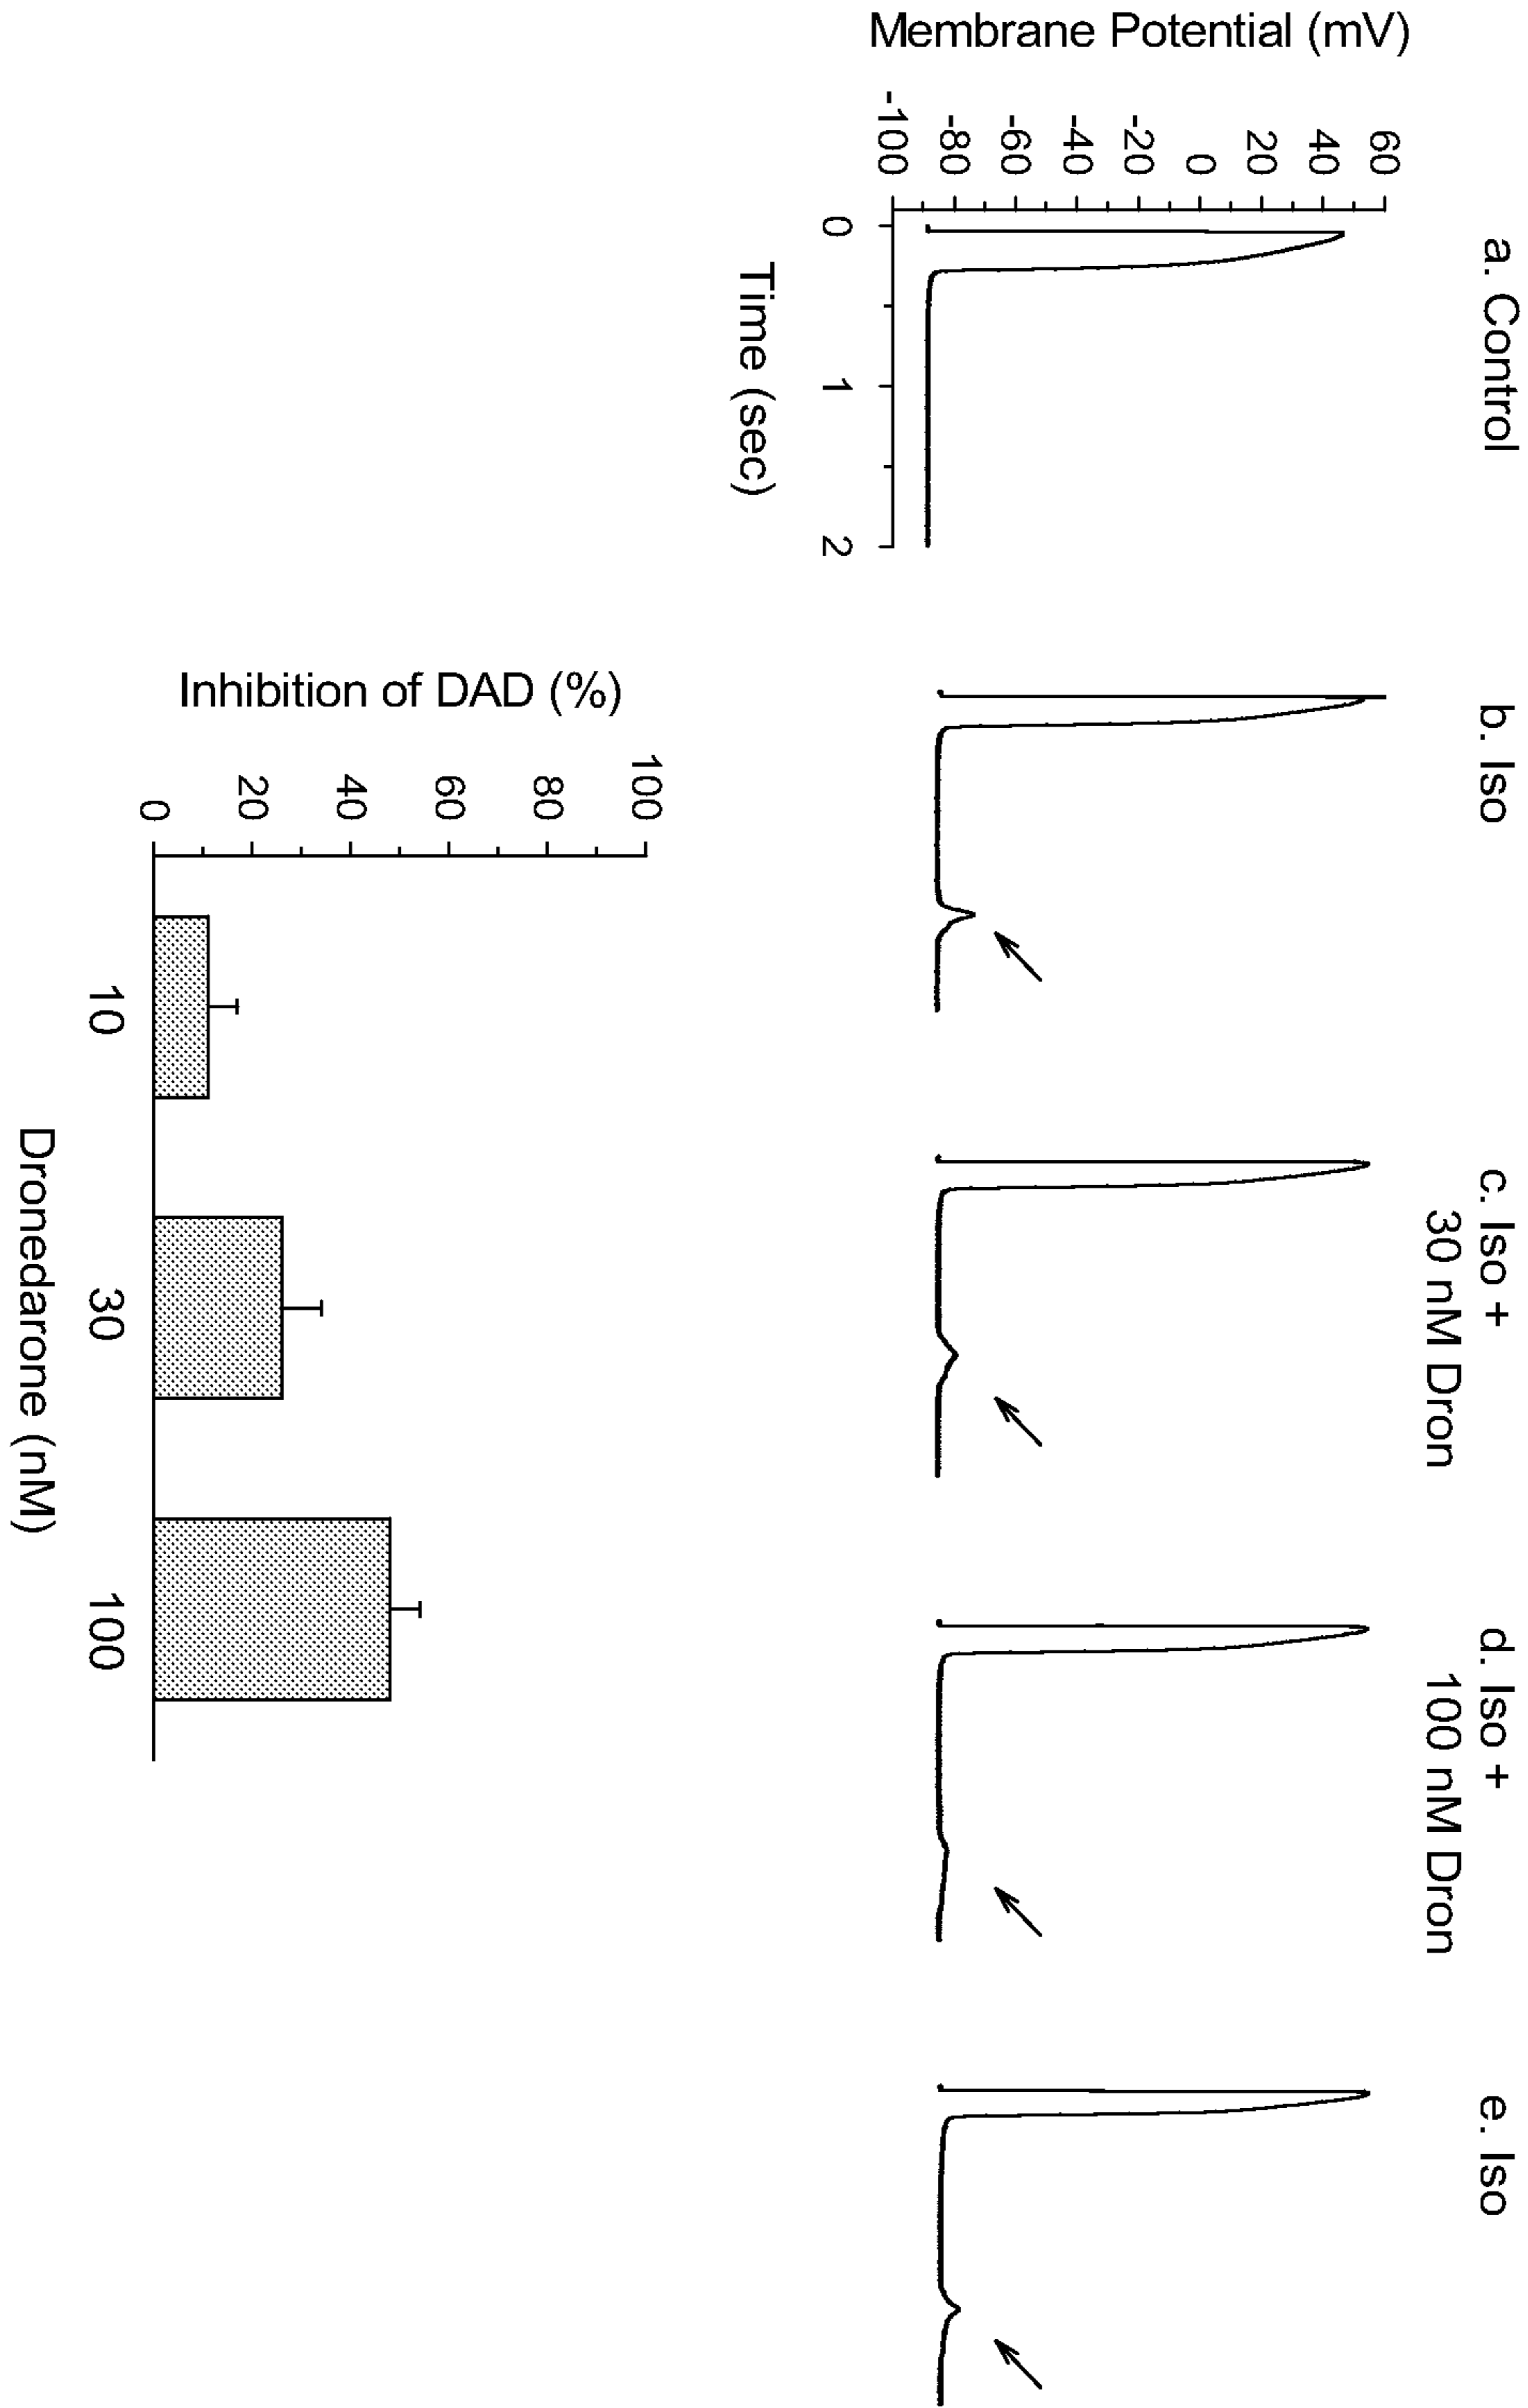 a. Control
b. Iso
c. Iso +
30 nM Dron
d. Iso +
100 nM Dron
e. Iso
Membrane Potential (mV)
60
40
20
0
-20
-40
-60
-80
-100
0
1
2
Time (sec)
Inhibition of DAD (%)
100
80
60
40
20
0
10
30
100
Dronedarone (nM)